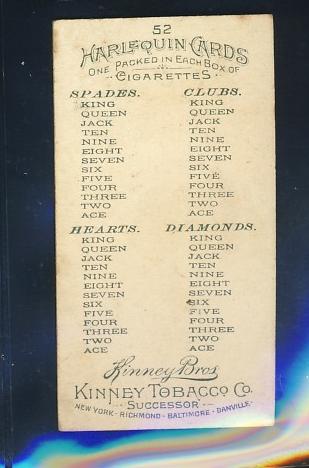 52
HARLEQUIN CARDS
ONE PACKED IN EACH BOX OF
CIGARETTES
SPADES.
KING
QUEEN
JACK
TEN
NINE
EIGHT
SEVEN
SIX
FIVE
FOUR
THREE
TWO
ACE
CLUBS.
KING
QUEEN
JACK
TEN
NINE
EIGHT
SEVEN
SIX
FIVE
FOUR
THREE
TWO
ACE
HEARTS.
KING
QUEEN
JACK
TEN
NINE
EIGHT
SEVEN
SIX
FIVE
FOUR
THREE
TWO
ACE
DIAMONDS.
KING
QUEEN
JACK
TEN
NINE
EIGHT
SEVEN
SIX
FIVE
FOUR
THREE
TWO
ACE
Kinney Bros
KINNEY TOBACCO CO.
SUCCESSOR
NEW YORK - RICHMOND - BALTIMORE - DANVILLE